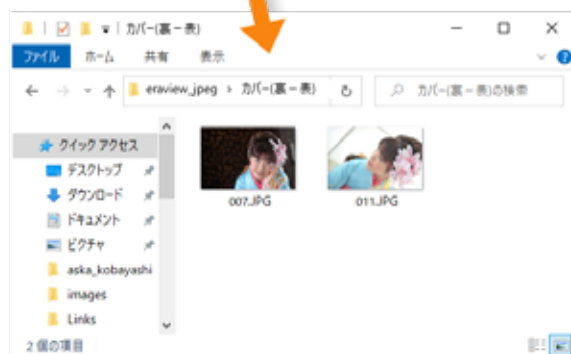 カバー(裏－表)
ファイル ホーム 共有 表示
eraview_jpeg > カバー(裏－表) カバー(裏－表)の検索
クイック アクセス
デスクトップ
ダウンロード
ドキュメント
ピクチャ
aska_kobayashi
images
Links
007.JPG 011.JPG
2 個の項目